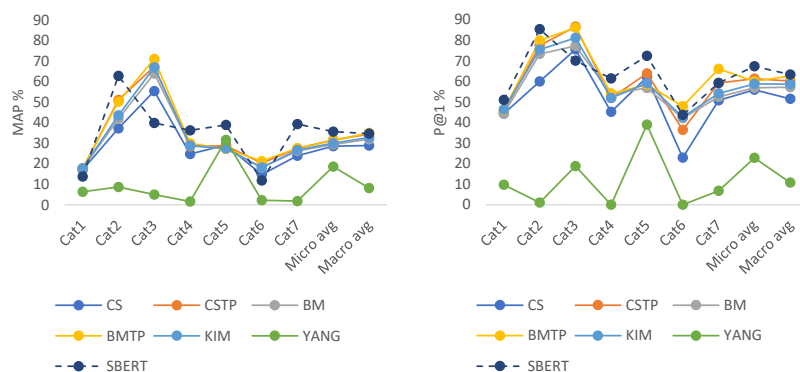 MAP %
90
80
70
60
50
40
30
20
10
0
Cat1 Cat2 Cat3 Cat4 Cat5 Cat6 Cat7 Micro avg Macro avg
CS CSTP BM
BMTP KIM YANG
SBERT
P@1 %
90
80
70
60
50
40
30
20
10
0
Cat1 Cat2 Cat3 Cat4 Cat5 Cat6 Cat7 Micro avg Macro avg
CS CSTP BM
BMTP KIM YANG
SBERT